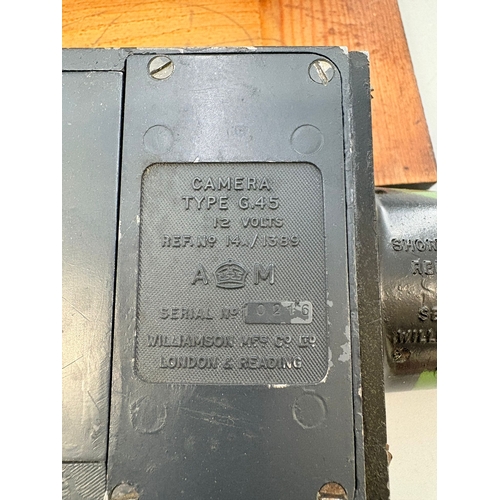 CAMERA
TYPE G.45
12 VOLTS
REF. No 14A/1389
A M
SERIAL No 10216
WILLIAMSON MFG Co LTD
LONDON & READING